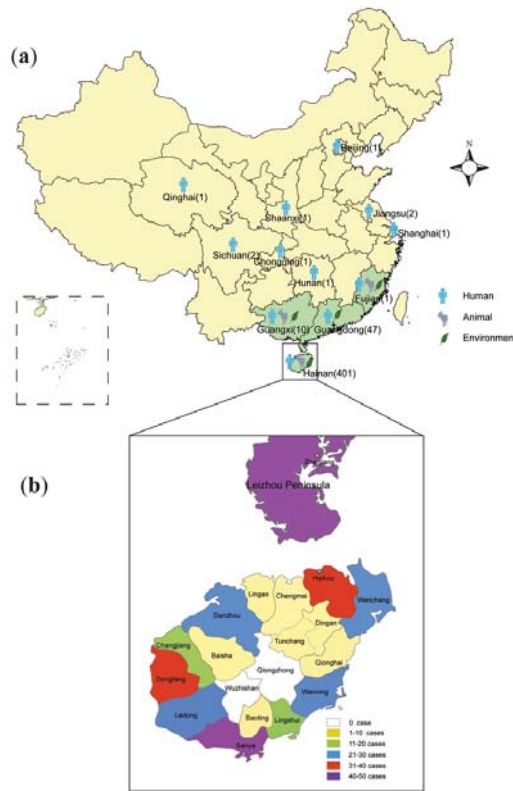 (a)
N
Beijing(1)
Qinghai(1)
Shaanxi(1)
Jiangsu(2)
Shanghai(1)
Sichuan(2)
Chongqing(1)
Hunan(1)
Fujian(1)
Guangxi(10)
Guangdong(47)
Hainan(401)
Human
Animal
Environment
(b)
Leizhou Peninsula
Haikou
Lingao
Chengmai
Wenchang
Danzhou
Dingan
Changjiang
Tunchang
Baisha
Qionghai
Qiongzhong
Dongfang
Wuzhishan
Wanning
Ledong
Baoting
Lingshui
Sanya
0 case
1-10 cases
11-20 cases
21-30 cases
31-40 cases
40-50 cases